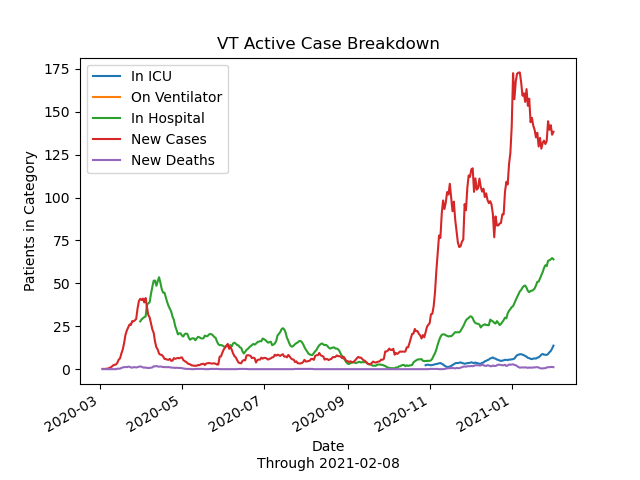 VT Active Case Breakdown
In ICU
On Ventilator
In Hospital
New Cases
New Deaths
Patients in Category
175
150
125
100
75
50
25
0
2020-03
2020-05
2020-07
2020-09
2020-11
2021-01
Date
Through 2021-02-08